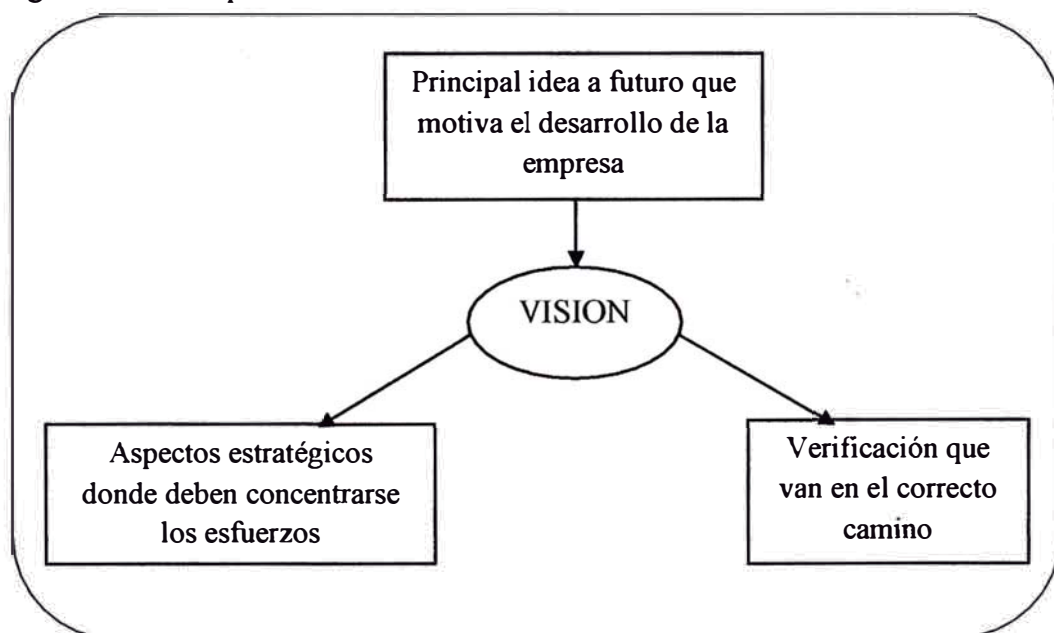 Principal idea a futuro que
motiva el desarrollo de la
empresa
VISION
Aspectos estratégicos
donde deben concentrarse
los esfuerzos
Verificación que
van en el correcto
camino